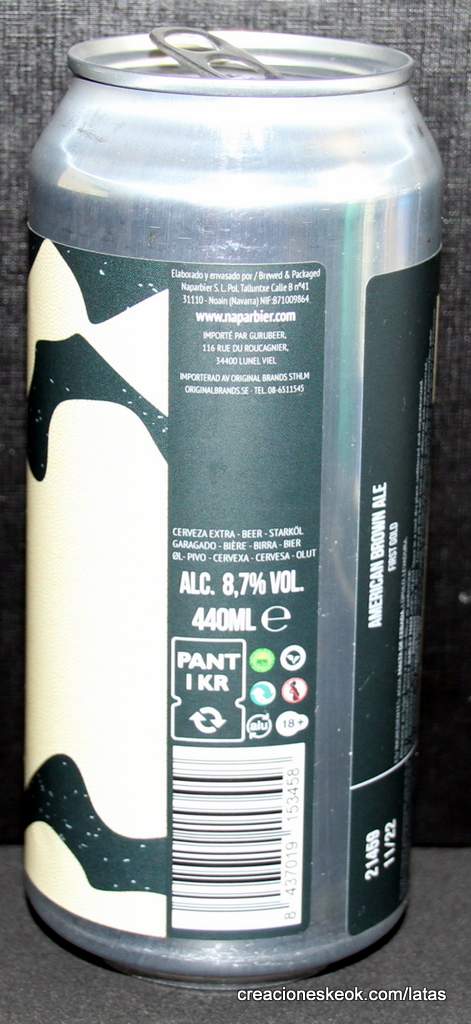 Elaborado y envasado por / Brewed & Packaged
Naparbier S. L. Pol. Talluntxe Calle B nº41
31110 - Noain (Navarra) NIF:B71009864
www.naparbier.com
IMPORTÉ PAR GURUBEER,
116 RUE DU ROUCAGNIER,
34400 LUNEL VIEL
IMPORTERAD AV ORIGINAL BRANDS STHLM
ORIGINALBRANDS.SE - TEL. 08-6511545
CERVEZA EXTRA - BEER - STARKÖL
GARAGADO - BIÈRE - BIRRA - BIER
ØL- PIVO - CERVEXA - CERVESA - OLUT
ALC. 8,7% VOL.
440ML e
PANT
1 KR
alu
18+
8 437019 153458
AMERICAN BROWN ALE
FIRST GOLD
21450
11/22
creacioneskeok.com/latas